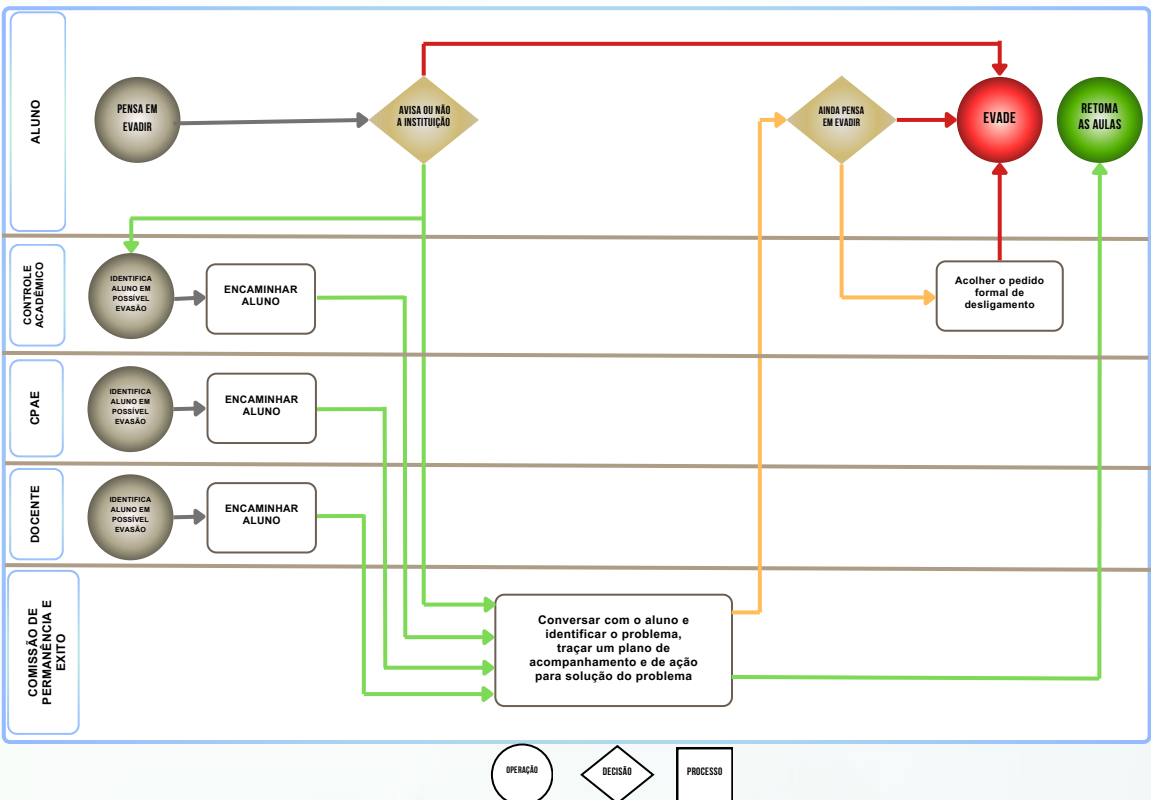 ALUNO
PENSA EM
EVADIR
AVISA OU NÃO
A INSTITUIÇÃO
AINDA PENSA
EM EVADIR
EVADE
RETOMA
AS AULAS
CONTROLE
ACADÊMICO
IDENTIFICA
ALUNO EM
POSSÍVEL
EVASÃO
ENCAMINHAR
ALUNO
Acolher o pedido
formal de
desligamento
CPAE
IDENTIFICA
ALUNO EM
POSSÍVEL
EVASÃO
ENCAMINHAR
ALUNO
DOCENTE
IDENTIFICA
ALUNO EM
POSSÍVEL
EVASÃO
ENCAMINHAR
ALUNO
COMISSÃO DE
PERMANÊNCIA E
EXITO
Conversar com o aluno e
identificar o problema,
traçar um plano de
acompanhamento e de ação
para solução do problema
OPERAÇÃO
DECISÃO
PROCESSO